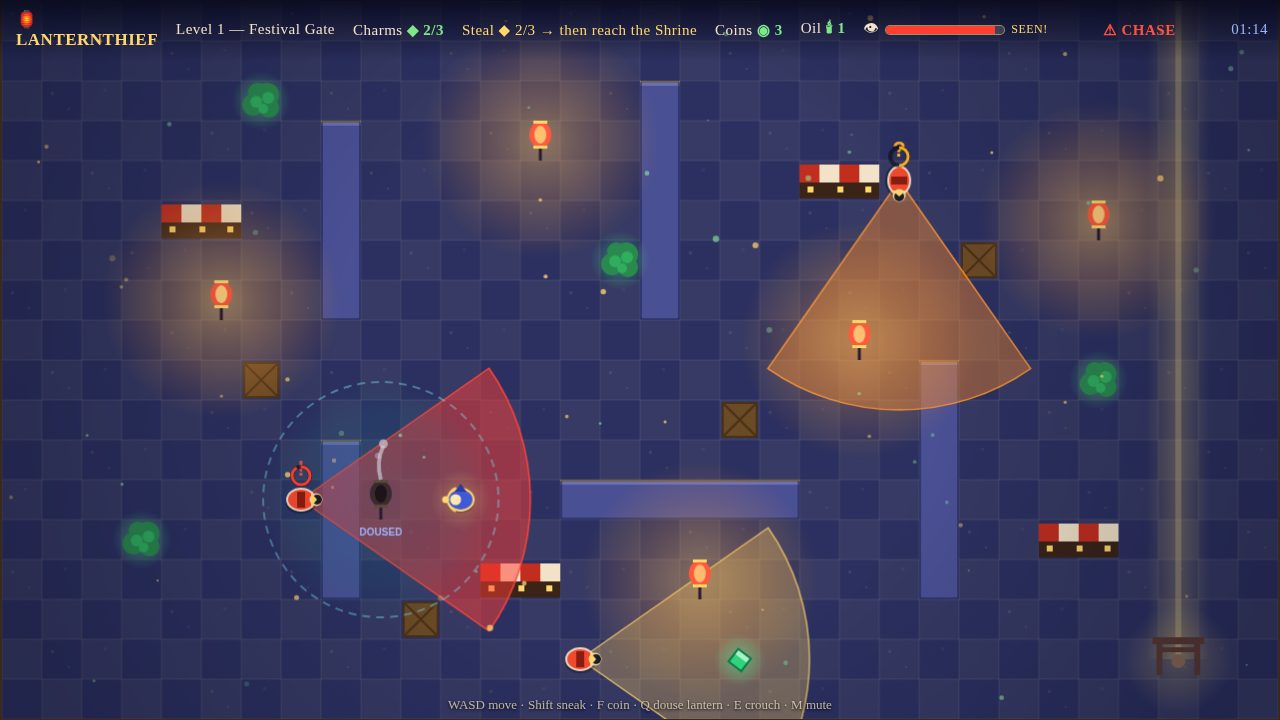 LANTERNTHIEF
Level 1 — Festival Gate
Charms ◆ 2/3
Steal ◆ 2/3 → then reach the Shrine
Coins ◉ 3
Oil 1
SEEN!
⚠ CHASE
01:14
?
!
DOUSED
WASD move · Shift sneak · F coin · Q douse lantern · E crouch · M mute